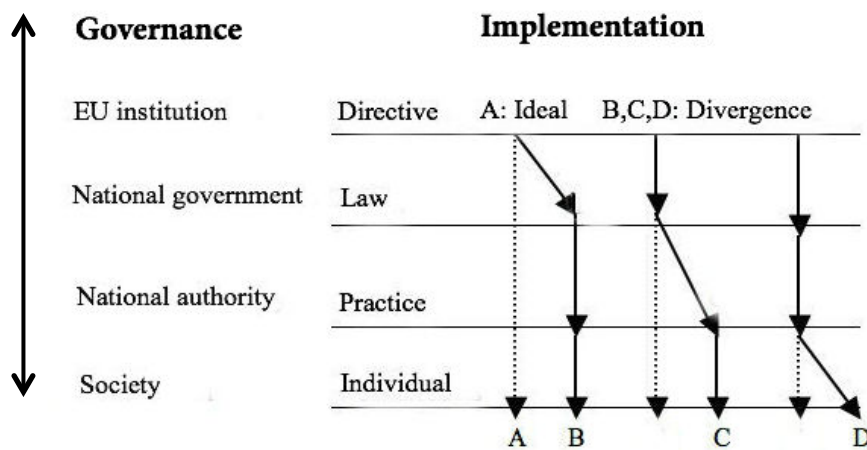 Governance Implementation
EU institution Directive A: Ideal B,C,D: Divergence
National government Law
National authority Practice
Society Individual
A B C D